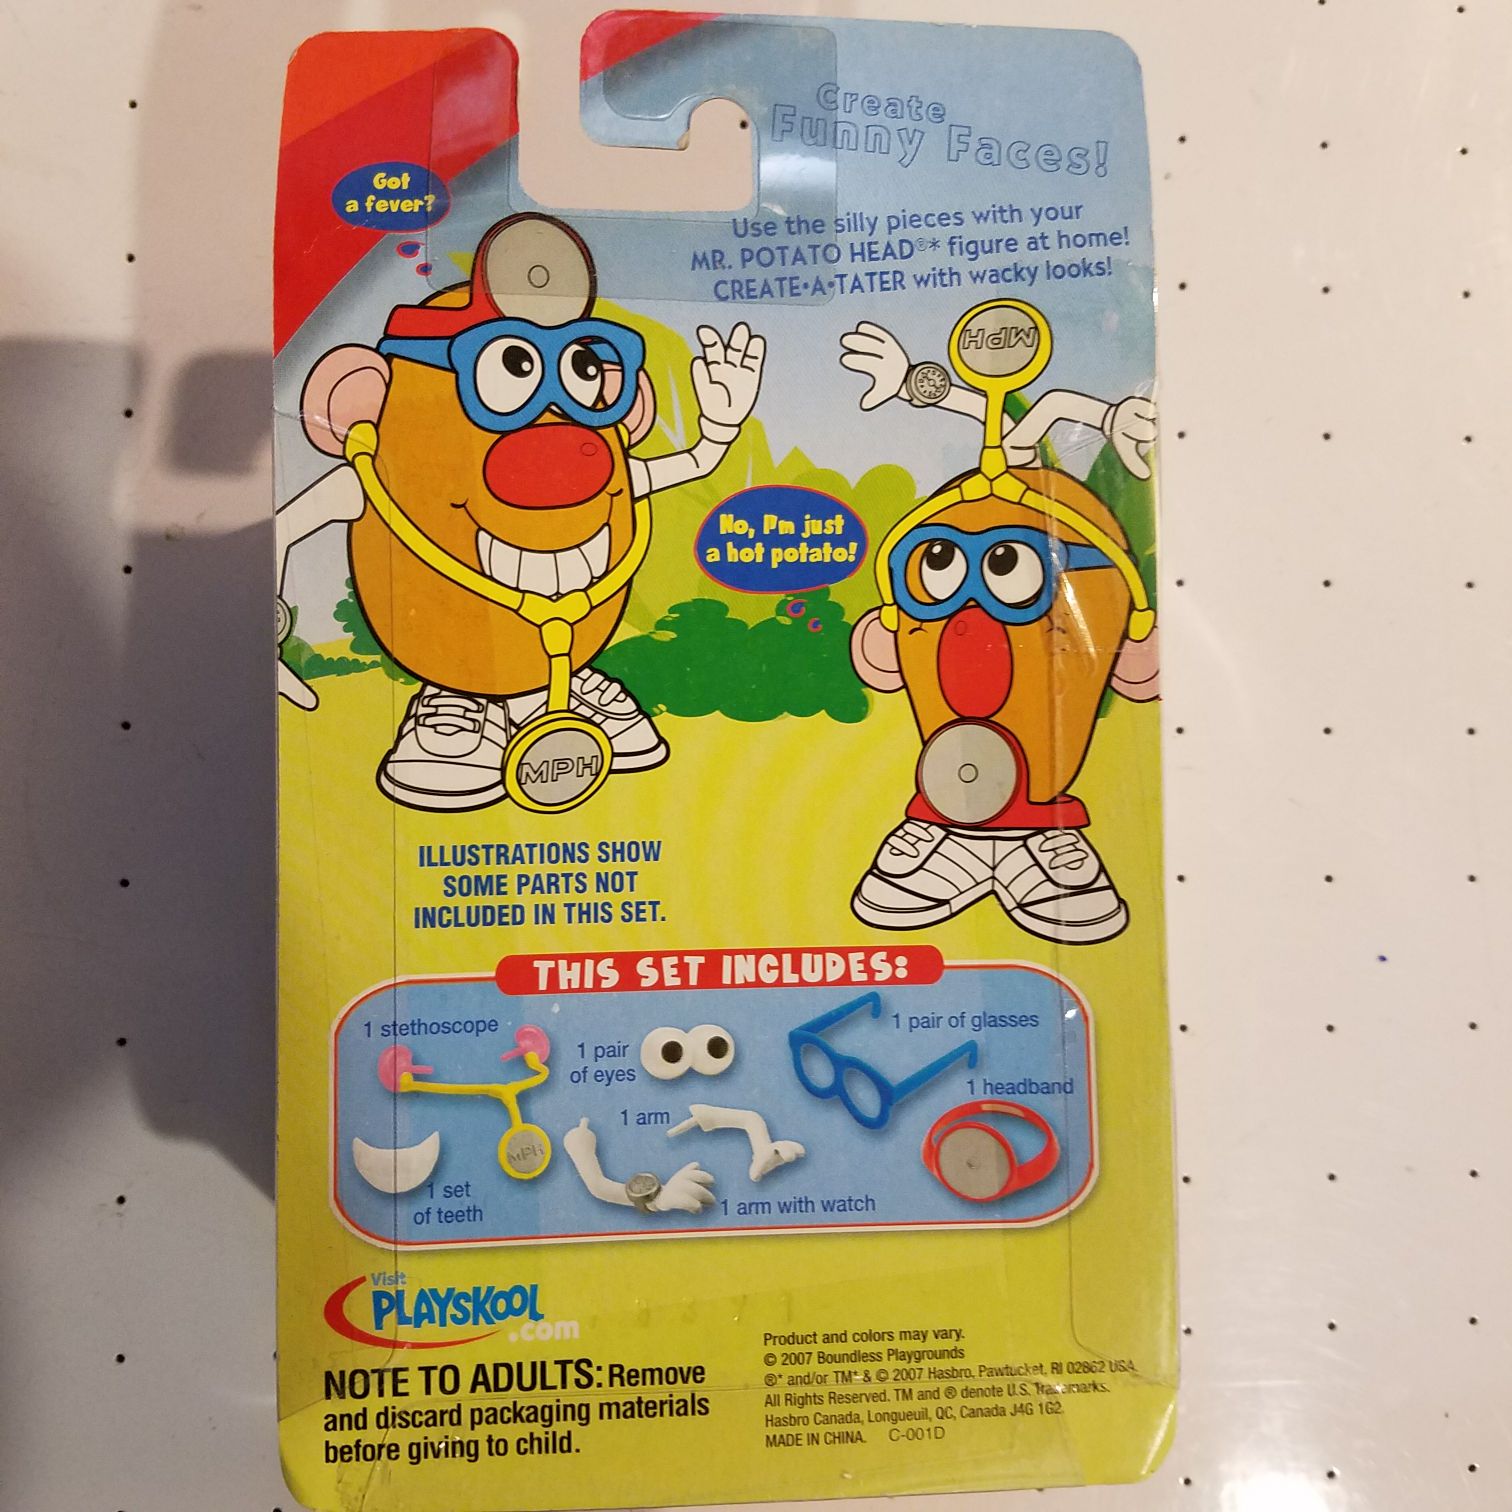 Create
Funny Faces!
Use the silly pieces with your
MR. POTATO HEAD®* figure at home!
CREATE•A•TATER with wacky looks!
Got
a fever?
MPH
No, I'm just
a hot potato!
MPH
ILLUSTRATIONS SHOW
SOME PARTS NOT
INCLUDED IN THIS SET.
THIS SET INCLUDES:
1 stethoscope
1 pair
of eyes
1 pair of glasses
1 headband
1 arm
MPH
1 set
of teeth
1 arm with watch
Visit
PLAYSKOOL
.com
NOTE TO ADULTS: Remove
and discard packaging materials
before giving to child.
Product and colors may vary.
© 2007 Boundless Playgrounds
®* and/or TM* & © 2007 Hasbro, Pawtucket, RI 02862 USA.
All Rights Reserved. TM and ® denote U.S. Trademarks.
Hasbro Canada, Longueuil, QC, Canada J4G 1G2.
MADE IN CHINA. C-001D